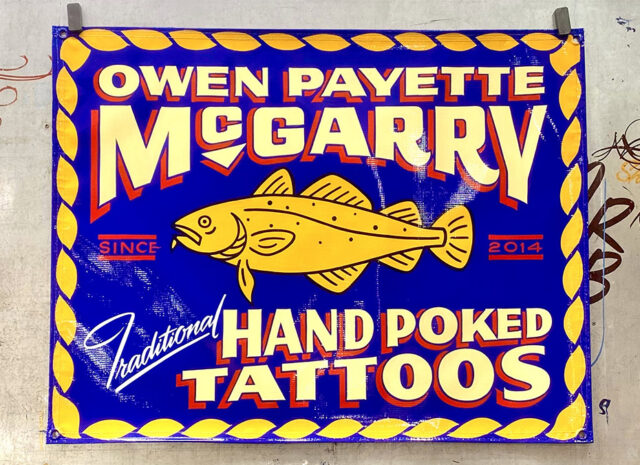 OWEN PAYETTE
McGARRY
SINCE 2014
Traditional HAND POKED
TATTOOS